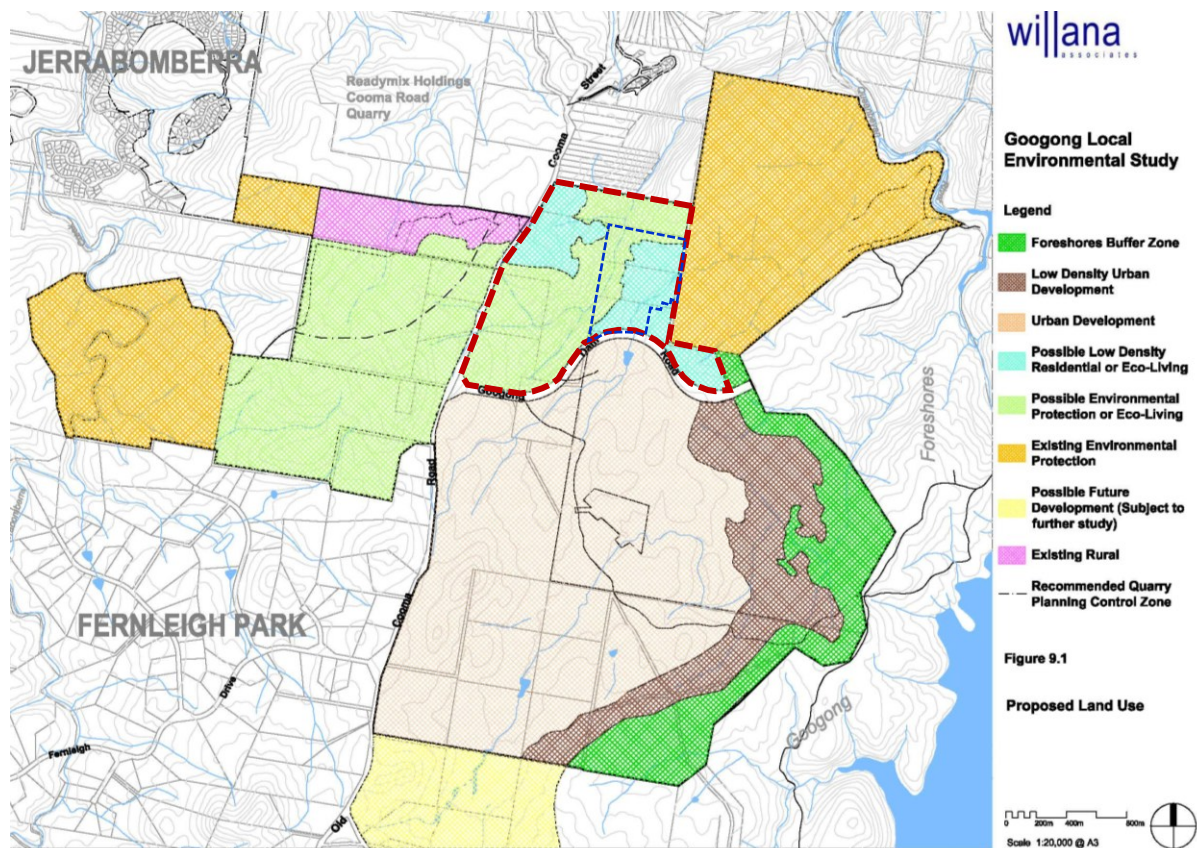 JERRABOMBERRA
Readymix Holdings
Cooma Road
Quarry
Street
Cooma
Dam
Road
Googong
Foreshores
Road
Cooma
FERNLEIGH PARK
Drive
Fernleigh
Googong
Old
willana
associates
Googong Local
Environmental Study
Legend
Foreshores Buffer Zone
Low Density Urban
Development
Urban Development
Possible Low Density
Residential or Eco-Living
Possible Environmental
Protection or Eco-Living
Existing Environmental
Protection
Possible Future
Development (Subject to
further study)
Existing Rural
Recommended Quarry
Planning Control Zone
Figure 9.1
Proposed Land Use
0 200m 400m 800m
Scale 1:20,000 @ A3